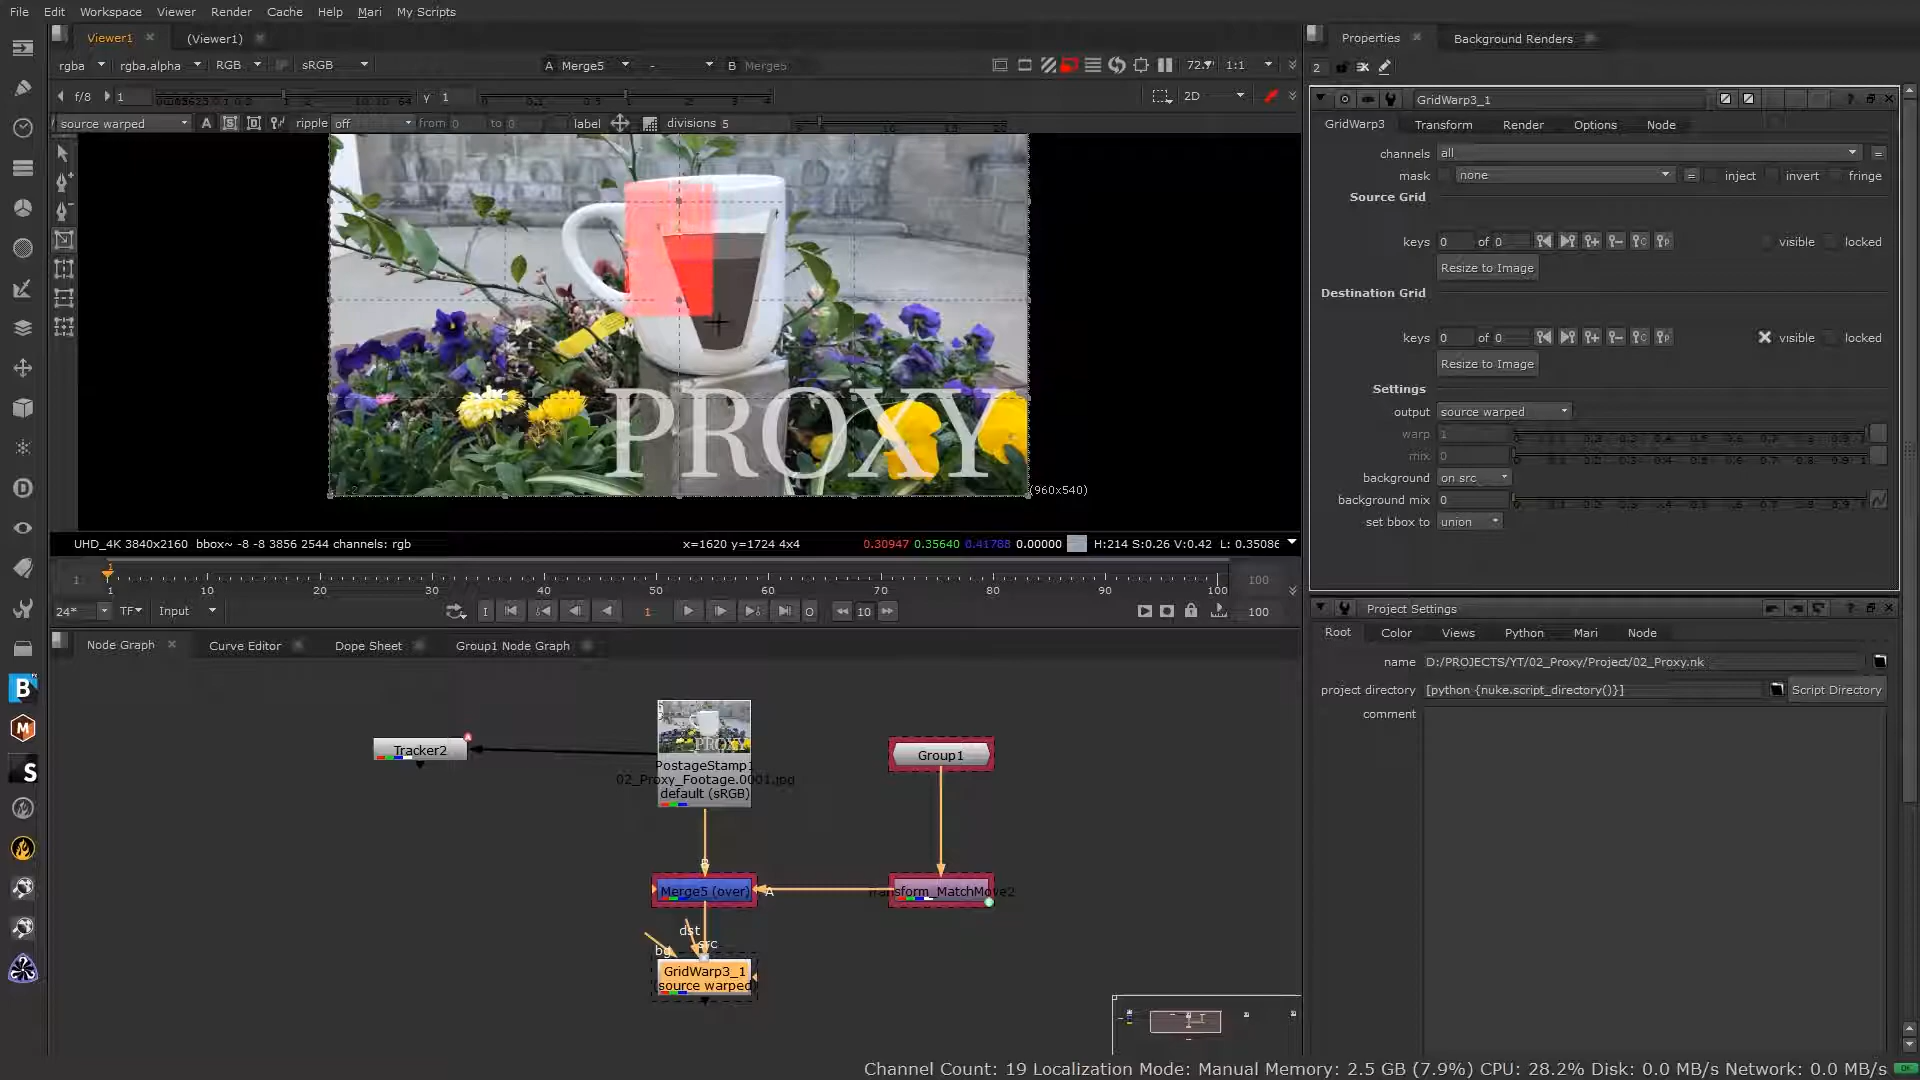 File Edit Workspace Viewer Render Cache Help Mari My Scripts
Viewer1 (Viewer1)
rgba rgba.alpha RGB sRGB A Merge5 - B Merge5 1:1
f/8 1 y 1 2D
source warped A ripple off from 0 to 0 label divisions 5
PROXY
(960x540)
UHD_4K 3840x2160 bbox~ -8 -8 3856 2544 channels: rgb x=1620 y=1724 4x4 0.30947 0.35640 0.41788 0.00000 H:214 S:0.26 V:0.42 L: 0.35086
1 1 100
1 10 20 30 40 50 60 70 80 90 100
24* TF Input I 1 O 10 100
Node Graph Curve Editor Dope Sheet Group1 Node Graph
Tracker2
PostageStamp1
02_Proxy_Footage.0001.jpg
default (sRGB)
Group1
B
Merge5 (over)
A
Transform_MatchMove2
dst
src
bg
GridWarp3_1
(source warped)
Properties Background Renders
2
GridWarp3_1
GridWarp3 Transform Render Options Node
channels all =
mask none = inject invert fringe
Source Grid
keys 0 of 0 visible locked
Resize to Image
Destination Grid
keys 0 of 0 visible locked
Resize to Image
Settings
output source warped
warp 1
mix 0
background on src
background mix 0
set bbox to union
Project Settings
Root Color Views Python Mari Node
name D:/PROJECTS/YT/02_Proxy/Project/02_Proxy.nk
project directory [python {nuke.script_directory()}] Script Directory
comment
Channel Count: 19 Localization Mode: Manual Memory: 2.5 GB (7.9%) CPU: 28.2% Disk: 0.0 MB/s Network: 0.0 MB/s